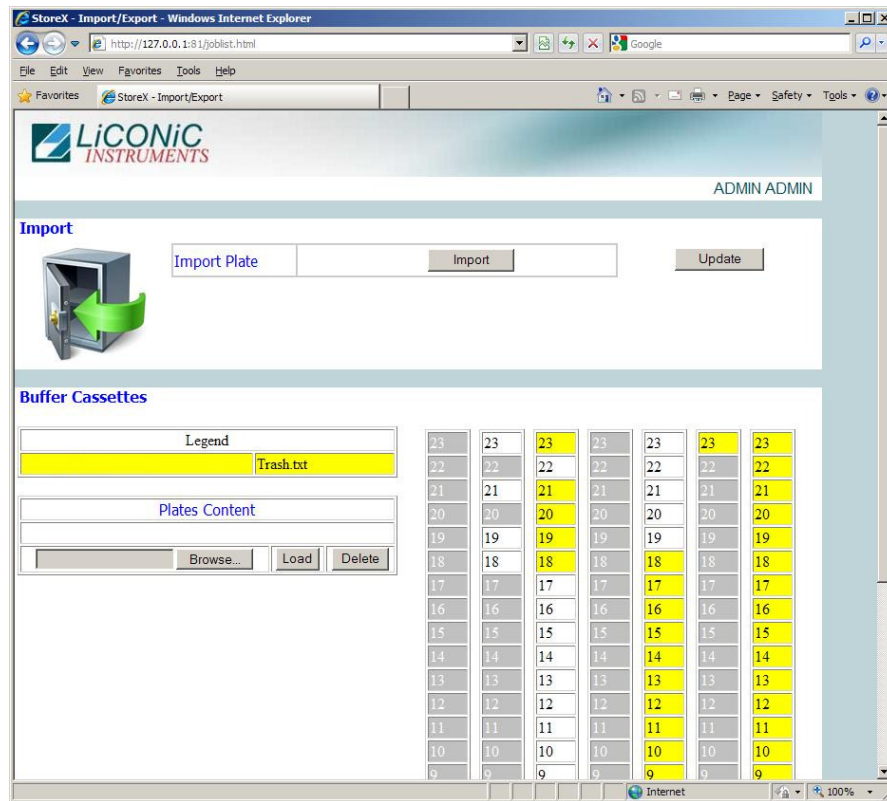 StoreX - Import/Export - Windows Internet Explorer
http://127.0.0.1:81/joblist.html
Google
File Edit View Favorites Tools Help
Favorites StoreX - Import/Export Page Safety Tools
LiCONiC
INSTRUMENTS
ADMIN ADMIN
Import
Import Plate Import Update
Buffer Cassettes
Legend
Trash.txt
Plates Content
Browse... Load Delete
23 23 23 23 23 23 23
22 22 22 22 22 22 22
21 21 21 21 21 21 21
20 20 20 20 20 20 20
19 19 19 19 19 19 19
18 18 18 18 18 18 18
17 17 17 17 17 17 17
16 16 16 16 16 16 16
15 15 15 15 15 15 15
14 14 14 14 14 14 14
13 13 13 13 13 13 13
12 12 12 12 12 12 12
11 11 11 11 11 11 11
10 10 10 10 10 10 10
9 9 9 9 9 9 9
Internet 100%